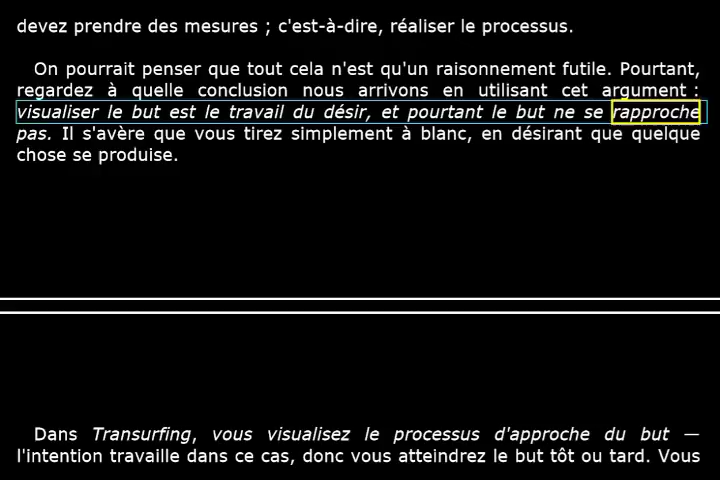 devez prendre des mesures ; c'est-à-dire, réaliser le processus.
On pourrait penser que tout cela n'est qu'un raisonnement futile. Pourtant,
regardez à quelle conclusion nous arrivons en utilisant cet argument :
visualiser le but est le travail du désir, et pourtant le but ne se rapproche
pas. Il s'avère que vous tirez simplement à blanc, en désirant que quelque
chose se produise.
Dans Transurfing, vous visualisez le processus d'approche du but —
l'intention travaille dans ce cas, donc vous atteindrez le but tôt ou tard. Vous